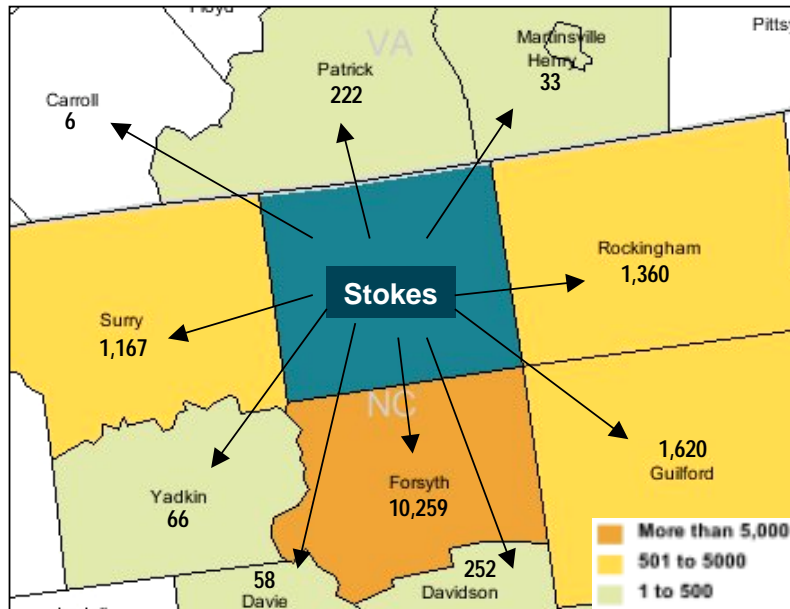 Floyd
Pittsy
VA
Martinsville
Henry
33
Patrick
222
Carroll
6
Rockingham
1,360
Stokes
Surry
1,167
NC
1,620
Guilford
Forsyth
10,259
Yadkin
66
58
Davie
252
Davidson
More than 5,000
501 to 5000
1 to 500